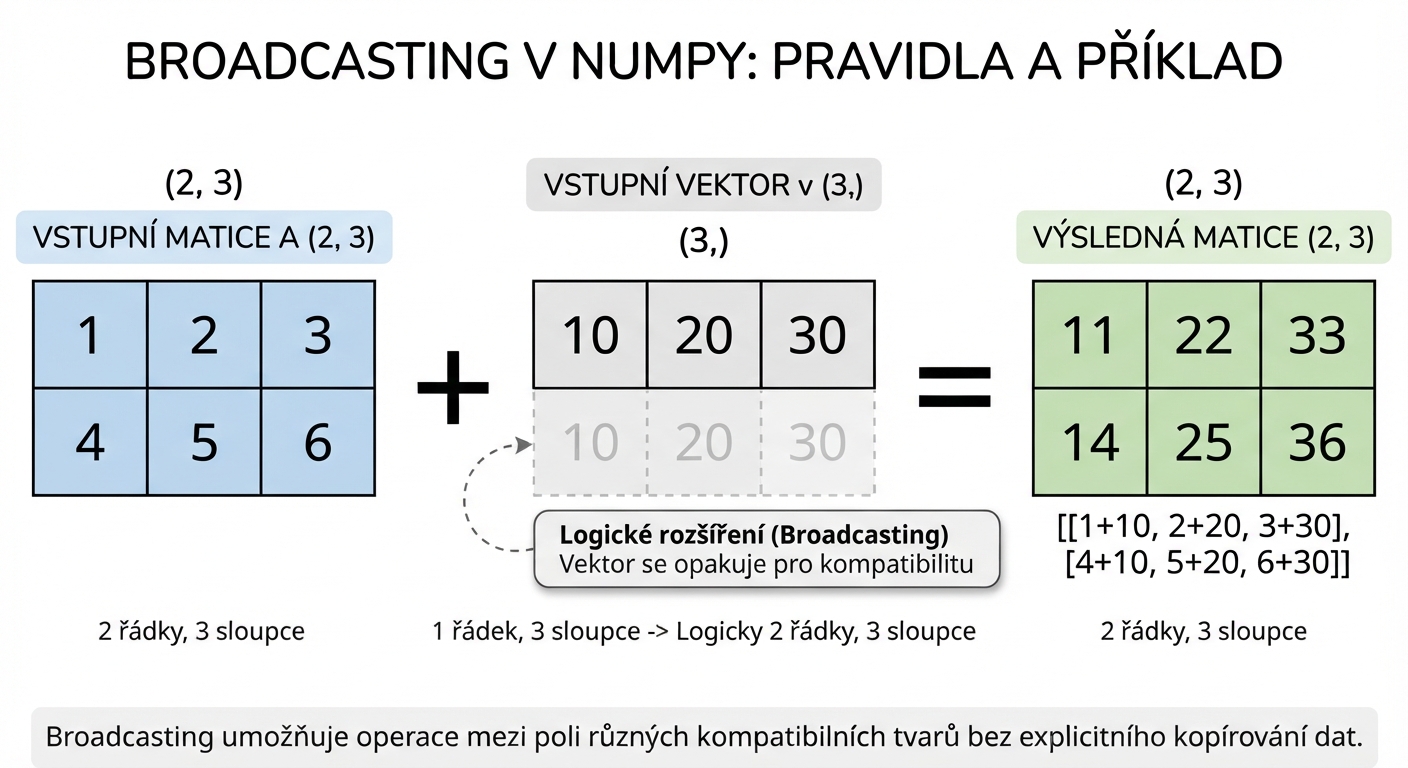 BROADCASTING V NUMPY: PRAVIDLA A PŘÍKLAD
(2, 3)
VSTUPNÍ MATICE A (2, 3)
1 2 3
4 5 6
2 řádky, 3 sloupce
+
VSTUPNÍ VEKTOR v (3,)
(3,)
10 20 30
10 20 30
Logické rozšíření (Broadcasting)
Vektor se opakuje pro kompatibilitu
1 řádek, 3 sloupce -> Logicky 2 řádky, 3 sloupce
=
(2, 3)
VÝSLEDNÁ MATICE (2, 3)
11 22 33
14 25 36
[[1+10, 2+20, 3+30],
[4+10, 5+20, 6+30]]
2 řádky, 3 sloupce
Broadcasting umožňuje operace mezi poli různých kompatibilních tvarů bez explicitního kopírování dat.